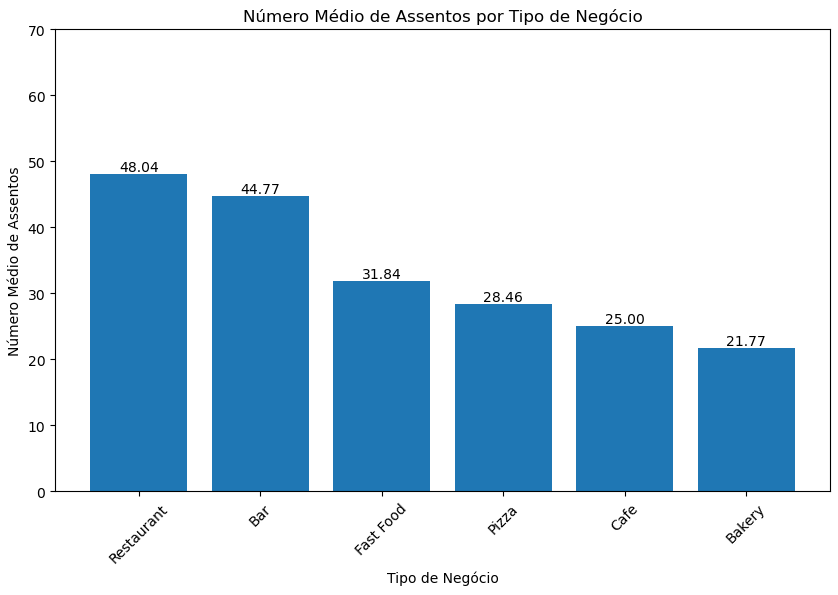 Número Médio de Assentos por Tipo de Negócio
Número Médio de Assentos
70
60
50
40
30
20
10
0
48.04
44.77
31.84
28.46
25.00
21.77
Restaurant
Bar
Fast Food
Pizza
Cafe
Bakery
Tipo de Negócio